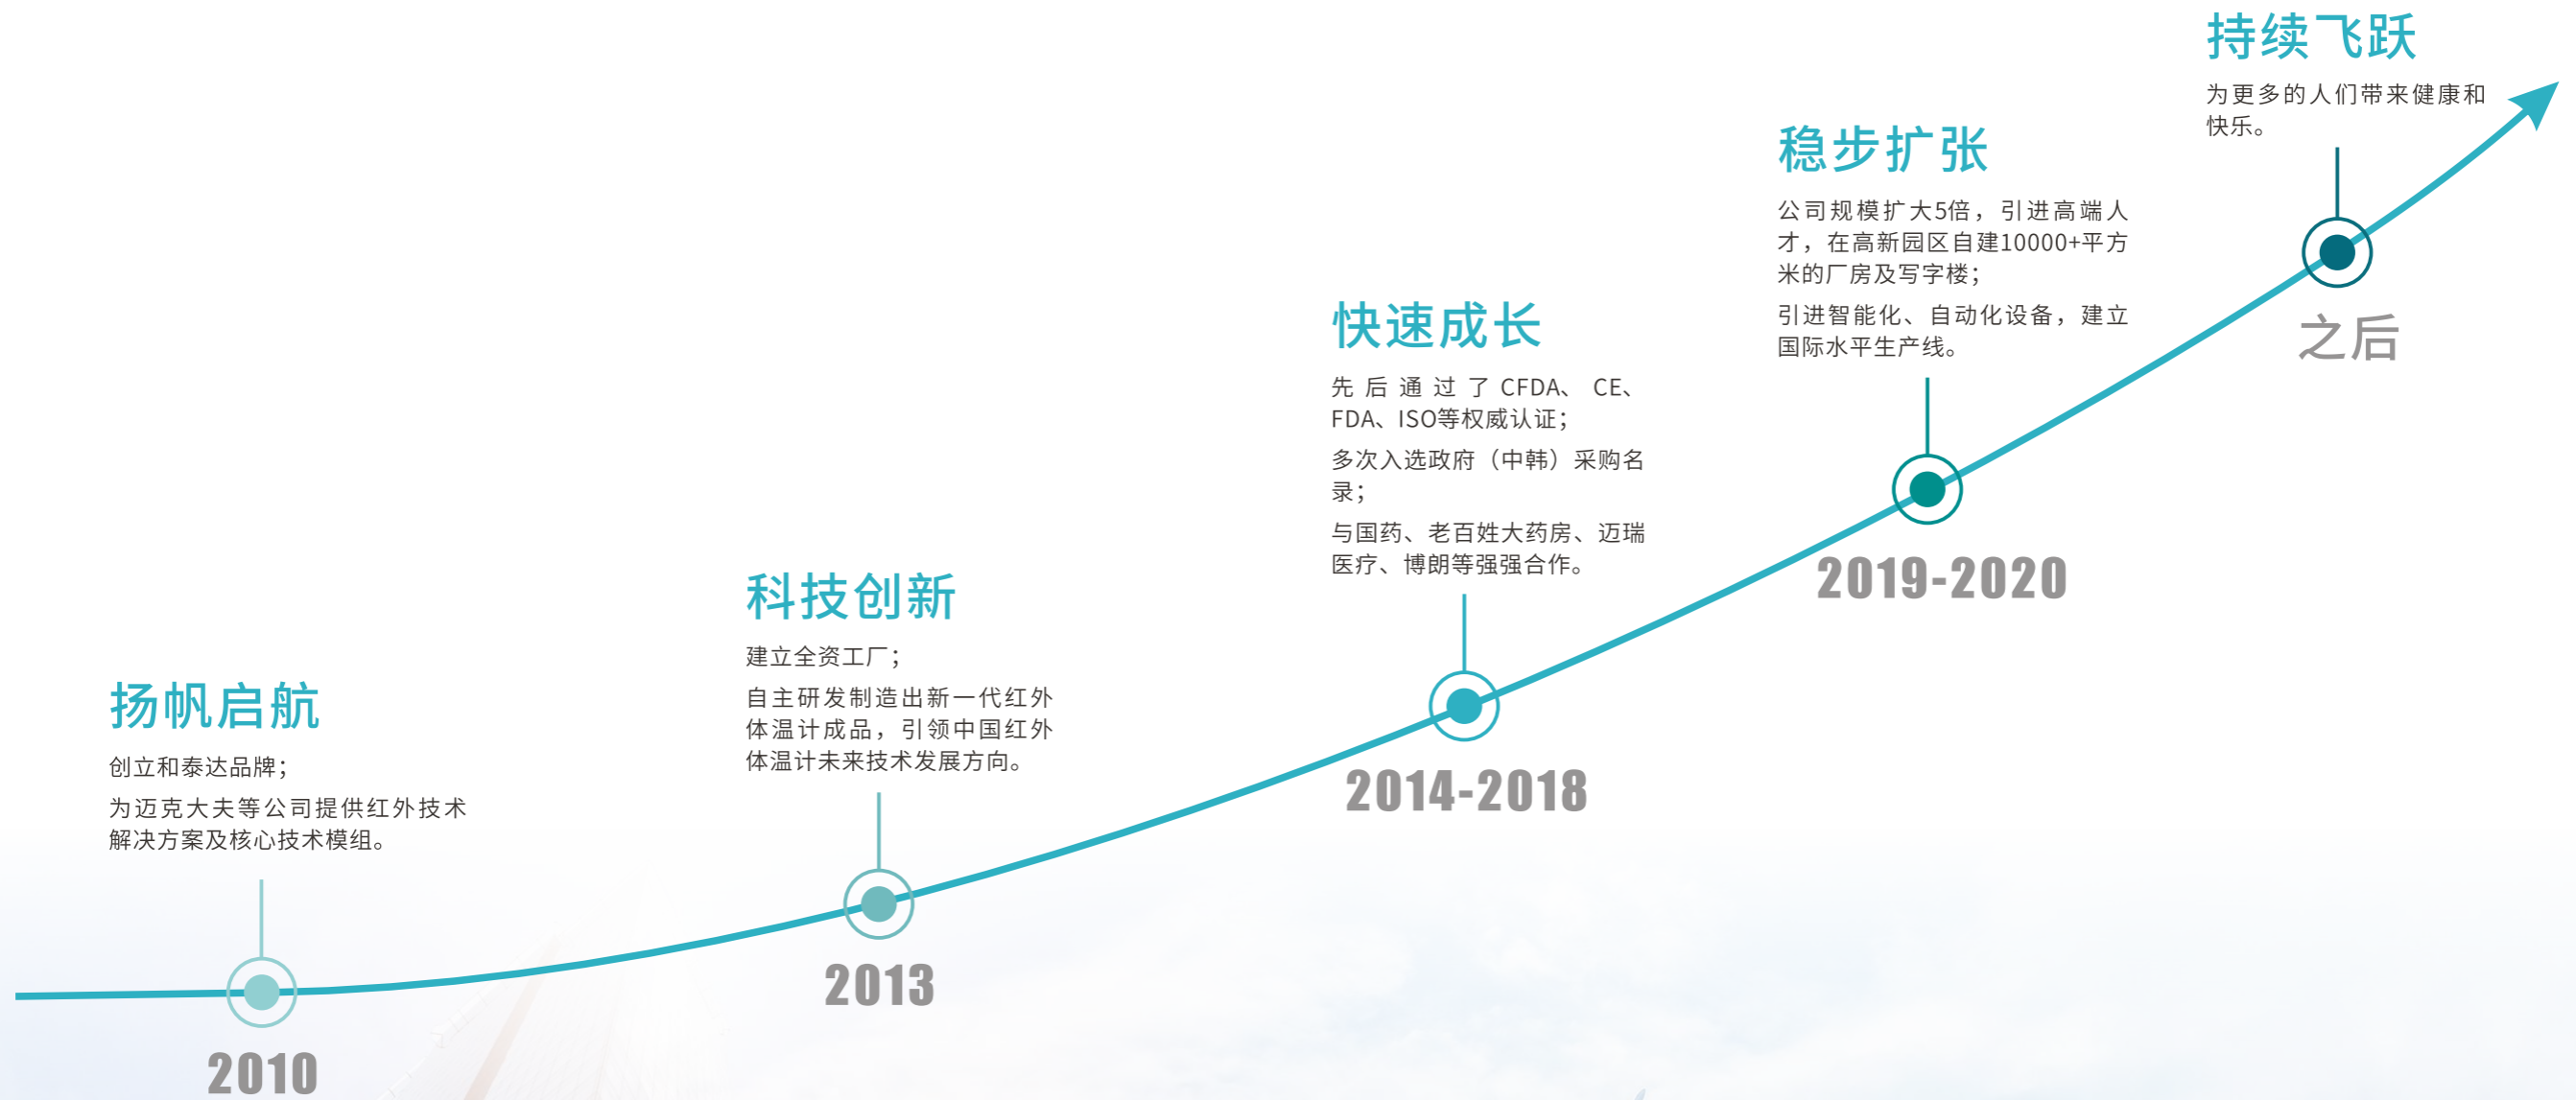 扬帆启航
创立和泰达品牌；
为迈克大夫等公司提供红外技术
解决方案及核心技术模组。
2010
科技创新
建立全资工厂；
自主研发制造出新一代红外
体温计成品，引领中国红外
体温计未来技术发展方向。
2013
快速成长
先后通过了CFDA、CE、
FDA、ISO等权威认证；
多次入选政府（中韩）采购名
录；
与国药、老百姓大药房、迈瑞
医疗、博朗等强强合作。
2014-2018
稳步扩张
公司规模扩大5倍，引进高端人
才，在高新园区自建10000+平方
米的厂房及写字楼；
引进智能化、自动化设备，建立
国际水平生产线。
2019-2020
持续飞跃
为更多的人们带来健康和
快乐。
之后